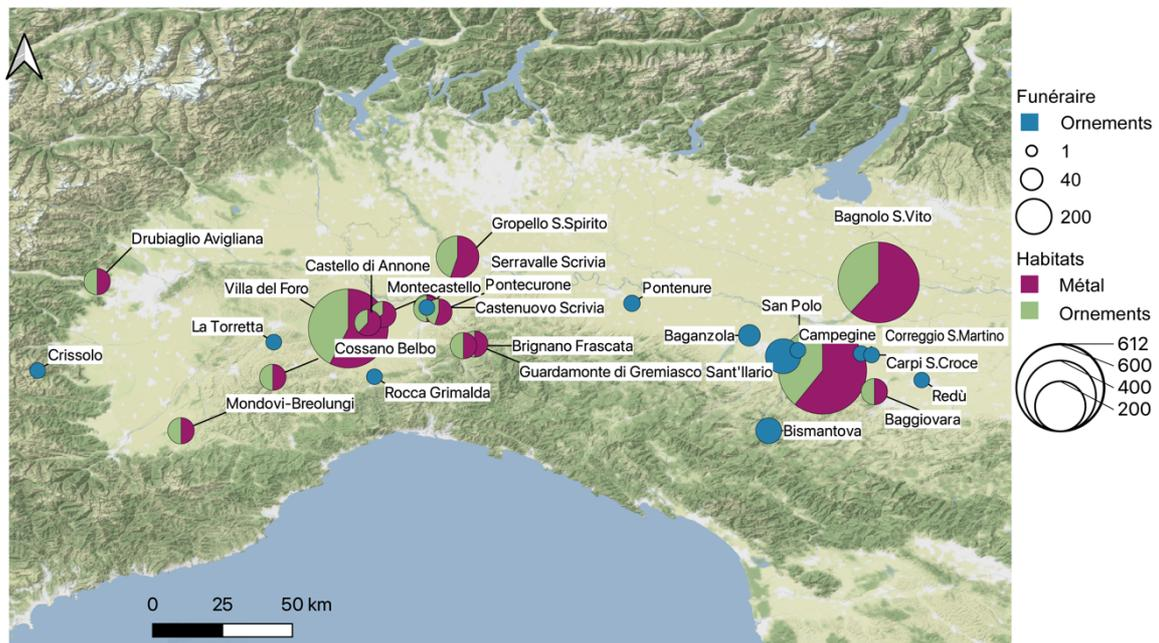 Bagnolo S.Vito
Gropello S.Spirito
Drubiaglio Avigliana
Serravalle Scrivia
Castello di Annone
Villa del Foro
Montecastello
Pontecurone
Pontenure
Castenuovo Scrivia
San Polo
La Torretta
Baganzola
Campegine
Correggio S.Martino
Cossano Belbo
Brignano Frascata
Crissolo
Carpi S.Croce
Guardamonte di Gremiasco
Sant'Ilario
Rocca Grimalda
Redù
Mondovi-Breolungi
Baggiovara
Bismantova
0 25 50 km
Funéraire
Ornements
1
40
200
Habitats
Métal
Ornements
612
600
400
200